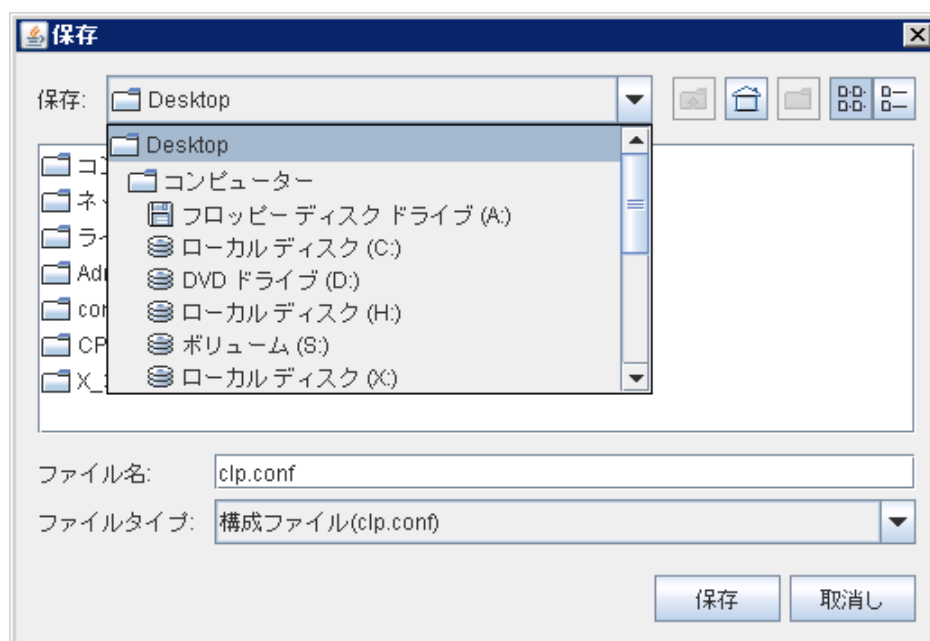 保存
保存: Desktop
Desktop
コンピューター
フロッピー ディスク ドライブ (A:)
ローカル ディスク (C:)
DVD ドライブ (D:)
ローカル ディスク (H:)
ボリューム (S:)
ローカル ディスク (X:)
ファイル名: clp.conf
ファイルタイプ: 構成ファイル(clp.conf)
保存 取消し